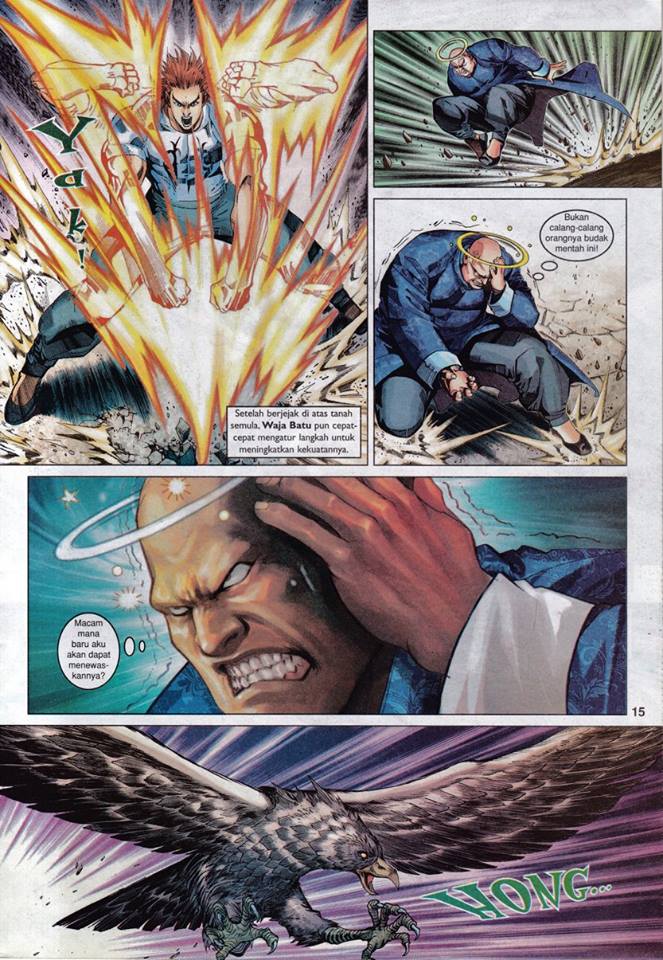 Yak!
Setelah berjejak di atas tanah
semula, Waja Batu pun cepat-
cepat mengatur langkah untuk
meningkatkan kekuatannya.
Bukan
calang-calang
orangnya budak
mentah ini!
Macam
mana
baru aku
akan dapat
menewas-
kannya?
15
HONG...